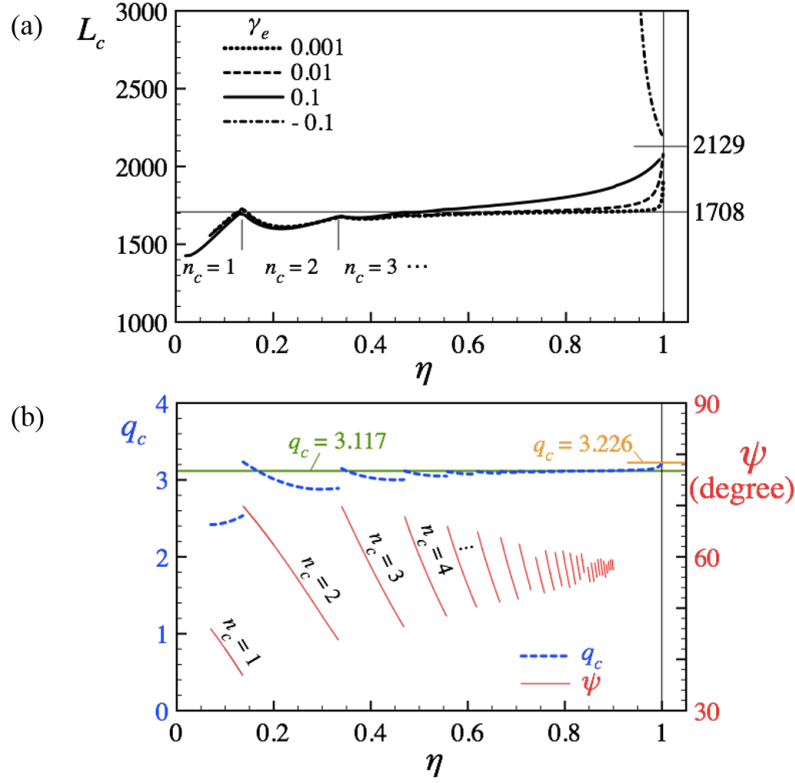 (a)
L_c
3000
2500
2000
1500
1000
γ_e
0.001
0.01
0.1
- 0.1
2129
1708
n_c = 1
n_c = 2
n_c = 3 ···
0 0.2 0.4 0.6 0.8 1
η
(b)
q_c
4
3
2
1
0
q_c = 3.117
q_c = 3.226
90
60
30
ψ
(degree)
n_c = 1
n_c = 2
n_c = 3
n_c = 4
···
q_c
ψ
0 0.2 0.4 0.6 0.8 1
η